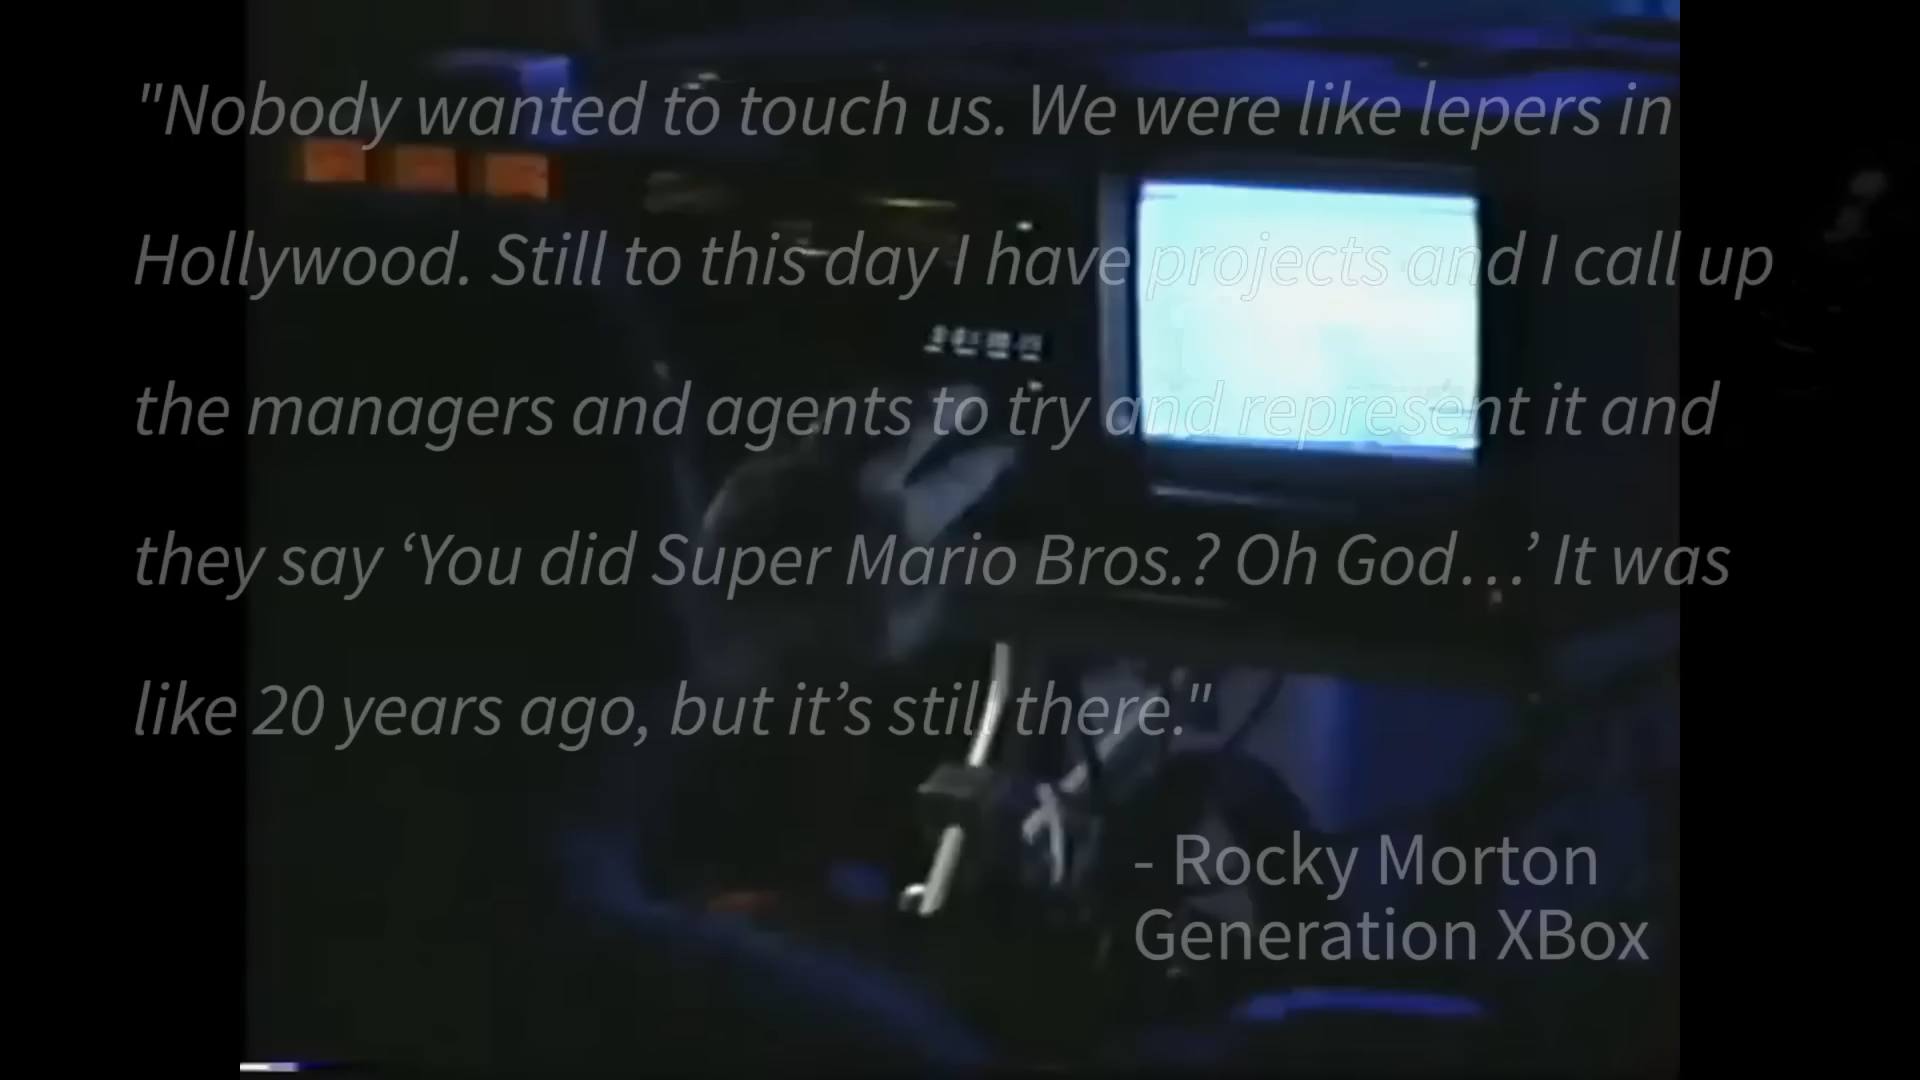 "Nobody wanted to touch us. We were like lepers in
Hollywood. Still to this day I have projects and I call up
the managers and agents to try and represent it and
they say ‘You did Super Mario Bros.? Oh God…’ It was
like 20 years ago, but it’s still there."
- Rocky Morton
Generation XBox